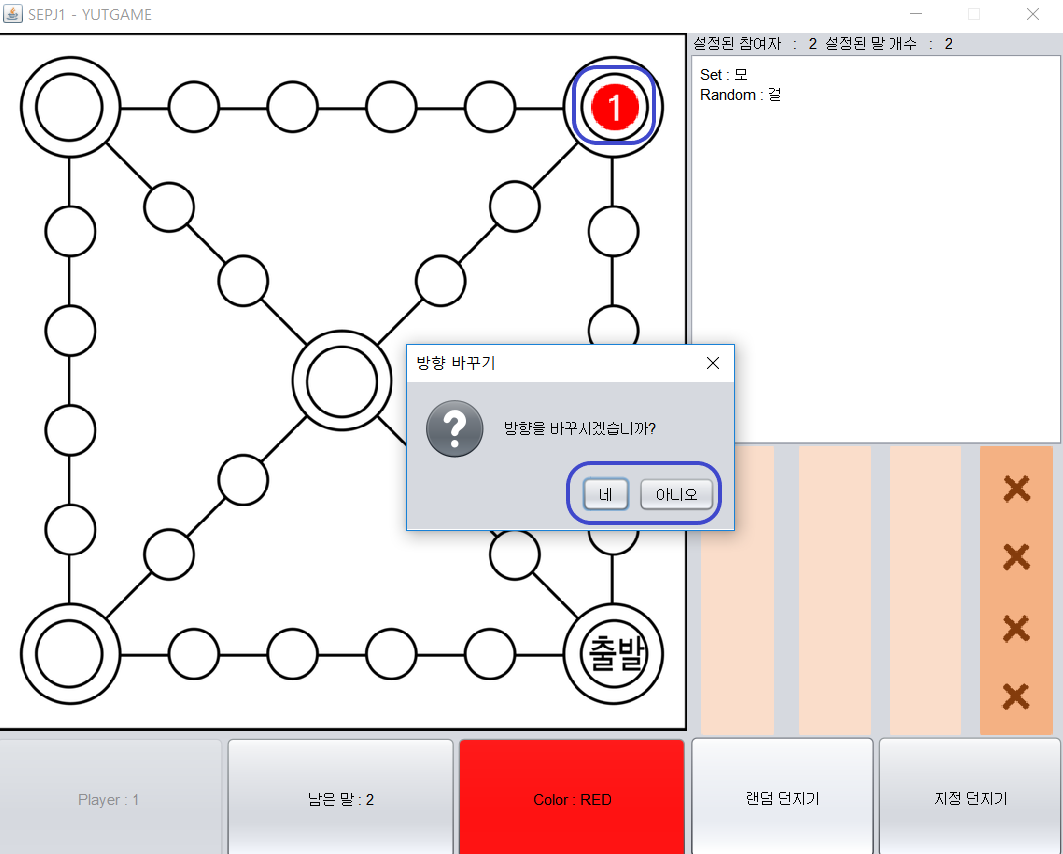 SEPJ1 - YUTGAME
설정된 참여자 : 2 설정된 말 개수 : 2
Set : 모
Random : 걸
1
방향 바꾸기
?
방향을 바꾸시겠습니까?
네 아니오
출발
Player : 1
남은 말 : 2
Color : RED
랜덤 던지기
지정 던지기